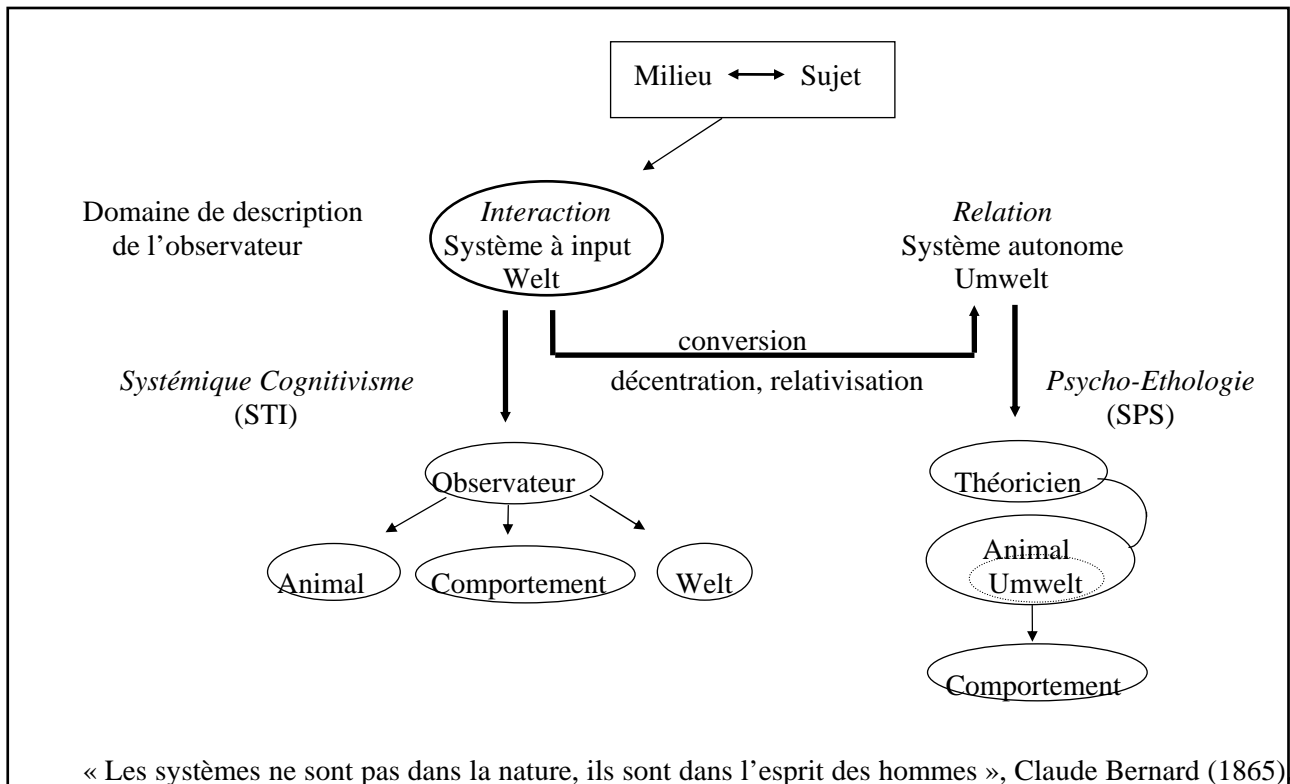 Milieu Sujet
Domaine de description
de l’observateur
Interaction
Système à input
Welt
Relation
Système autonome
Umwelt
conversion
décentration, relativisation
Systémique Cognitivisme
(STI)
Psycho-Ethologie
(SPS)
Observateur
Animal
Comportement
Welt
Théoricien
Animal
Umwelt
Comportement
« Les systèmes ne sont pas dans la nature, ils sont dans l’esprit des hommes », Claude Bernard (1865)